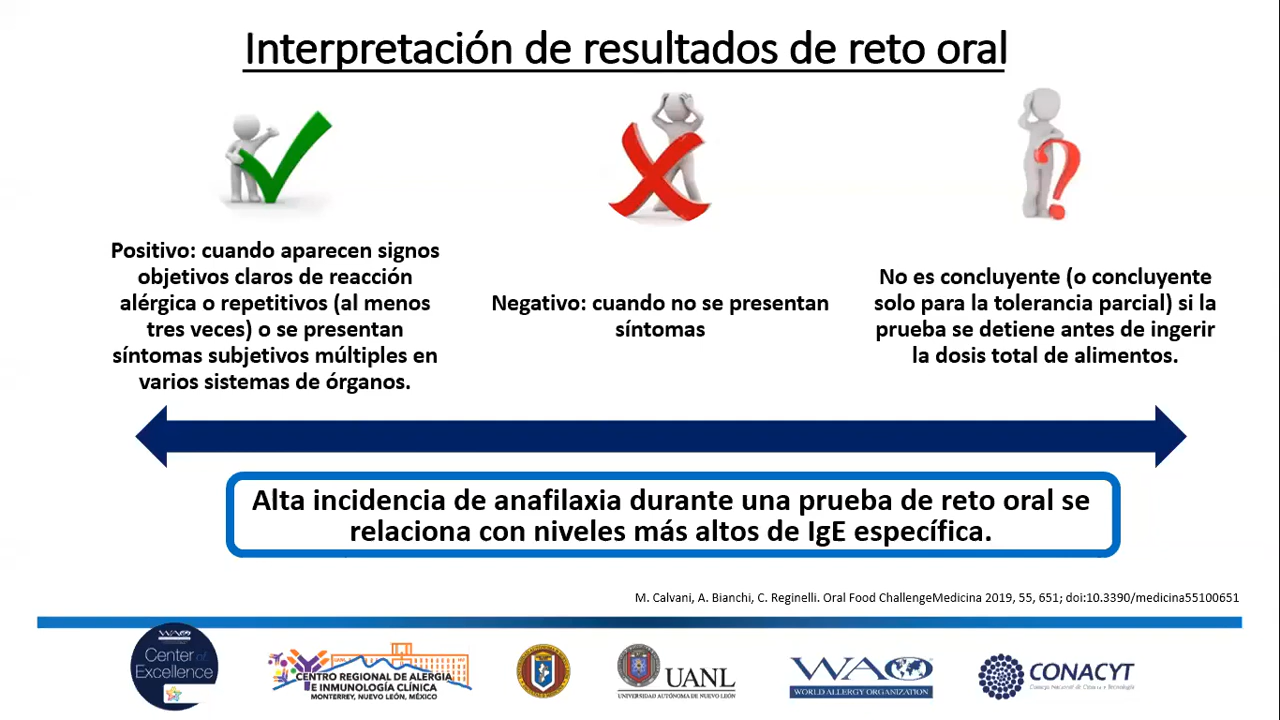 Interpretación de resultados de reto oral
Positivo: cuando aparecen signos
objetivos claros de reacción
alérgica o repetitivos (al menos
tres veces) o se presentan
síntomas subjetivos múltiples en
varios sistemas de órganos.
Negativo: cuando no se presentan
síntomas
No es concluyente (o concluyente
solo para la tolerancia parcial) si la
prueba se detiene antes de ingerir
la dosis total de alimentos.
Alta incidencia de anafilaxia durante una prueba de reto oral se
relaciona con niveles más altos de IgE específica.
M. Calvani, A. Bianchi, C. Reginelli. Oral Food ChallengeMedicina 2019, 55, 651; doi:10.3390/medicina55100651
WAO
Center of
Excellence
CENTRO REGIONAL DE ALERGIA
E INMUNOLOGÍA CLÍNICA
MONTERREY, NUEVO LEÓN, MÉXICO
UANL
UNIVERSIDAD AUTÓNOMA DE NUEVO LEÓN
WAO
WORLD ALLERGY ORGANIZATION
CONACYT
Consejo Nacional de Ciencia y Tecnología